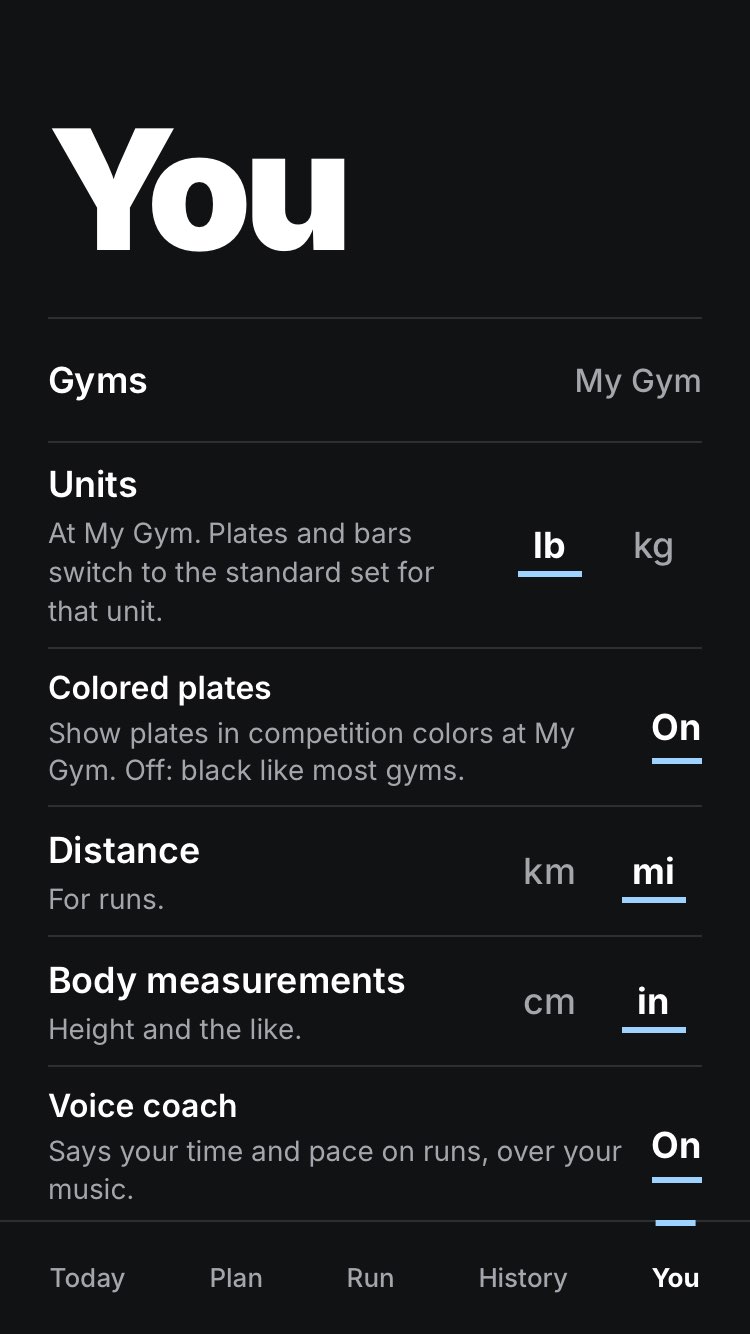 You
Gyms
My Gym
Units
At My Gym. Plates and bars
switch to the standard set for
that unit.
lb
kg
Colored plates
Show plates in competition colors at My
Gym. Off: black like most gyms.
On
Distance
For runs.
km
mi
Body measurements
Height and the like.
cm
in
Voice coach
Says your time and pace on runs, over your
music.
On
Today
Plan
Run
History
You